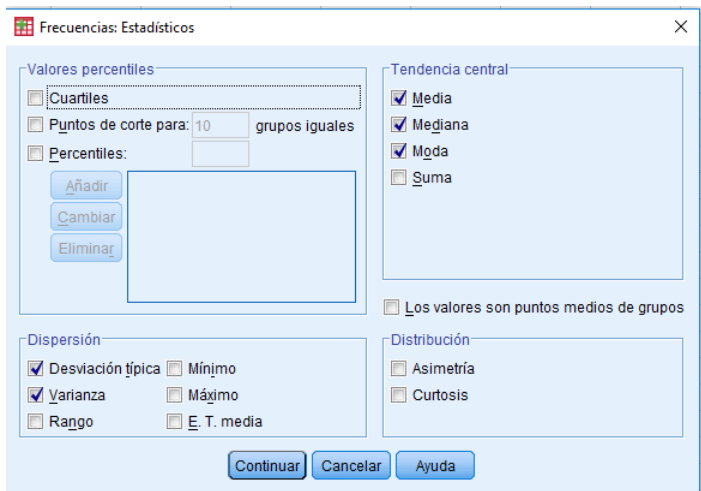 Frecuencias: Estadísticos
Valores percentiles
Cuartiles
Puntos de corte para: 10 grupos iguales
Percentiles:
Añadir
Cambiar
Eliminar
Tendencia central
Media
Mediana
Moda
Suma
Los valores son puntos medios de grupos
Dispersión
Desviación típica Mínimo
Varianza Máximo
Rango E. T. media
Distribución
Asimetría
Curtosis
Continuar Cancelar Ayuda